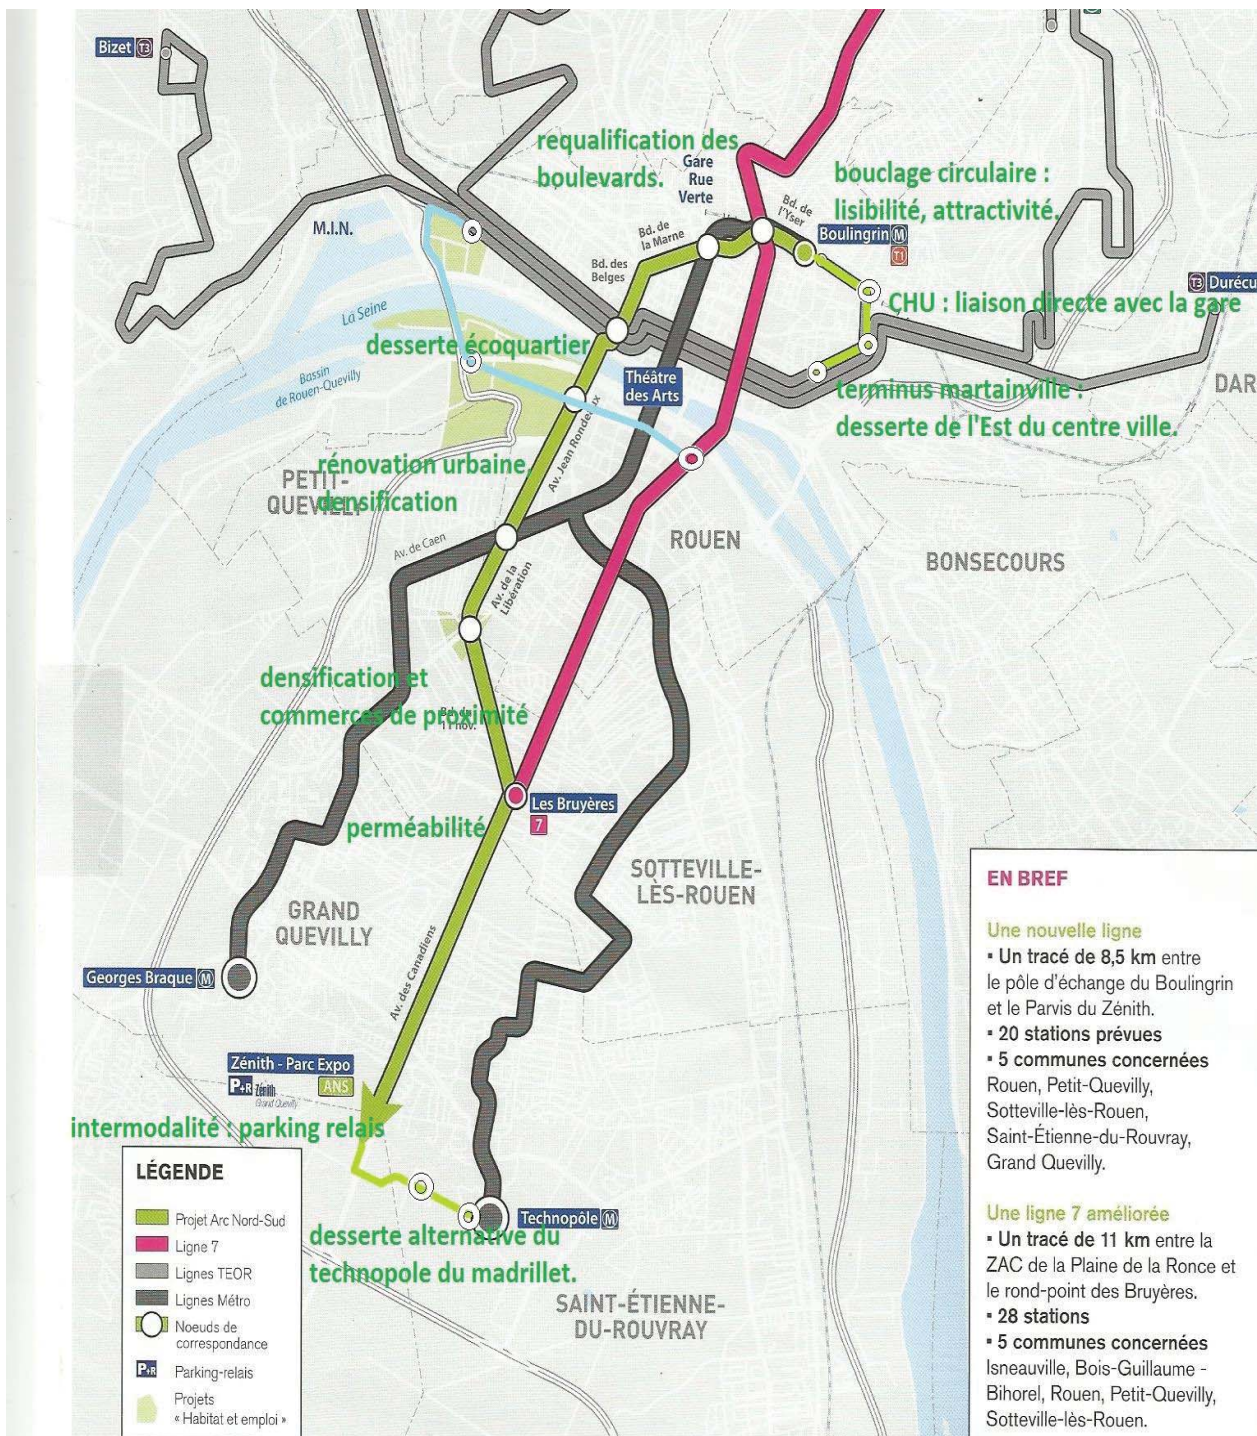 Bizet T3
requalification des
boulevards.
Gare
Rue
Verte
bouclage circulaire :
lisibilité, attractivité.
M.I.N.
Bd. de
la Marne
Bd. de
l'Yser
Boulingrin M
T1
Bd. des
Belges
La Seine
T3 Durécu
CHU : liaison directe avec la gare
desserte écoquartier
Bassin
de Rouen-Quevilly
Théâtre
des Arts
DAR
terminus martainville :
desserte de l'Est du centre ville.
Av. Jean Rondeaux
rénovation urbaine,
densification
PETIT-
QUEVILLY
Av. de Caen
ROUEN
BONSECOURS
Av. de la
Libération
densification et
commerces de proximité
Bd. du
11 nov.
Les Bruyères
7
perméabilité
SOTTEVILLE-
LÈS-ROUEN
GRAND
QUEVILLY
Georges Braque M
Av. des Canadiens
Zénith - Parc Expo
P+R Zénith ANS
Grand Quevilly
intermodalité : parking relais
Technopôle M
desserte alternative du
technopole du madrillet.
SAINT-ÉTIENNE-
DU-ROUVRAY
LÉGENDE
Projet Arc Nord-Sud
Ligne 7
Lignes TEOR
Lignes Métro
Noeuds de
correspondance
P+R Parking-relais
Projets
« Habitat et emploi »
EN BREF
Une nouvelle ligne
▪ Un tracé de 8,5 km entre
le pôle d'échange du Boulingrin
et le Parvis du Zénith.
▪ 20 stations prévues
▪ 5 communes concernées
Rouen, Petit-Quevilly,
Sotteville-lès-Rouen,
Saint-Étienne-du-Rouvray,
Grand Quevilly.
Une ligne 7 améliorée
▪ Un tracé de 11 km entre la
ZAC de la Plaine de la Ronce et
le rond-point des Bruyères.
▪ 28 stations
▪ 5 communes concernées
Isneauville, Bois-Guillaume -
Bihorel, Rouen, Petit-Quevilly,
Sotteville-lès-Rouen.